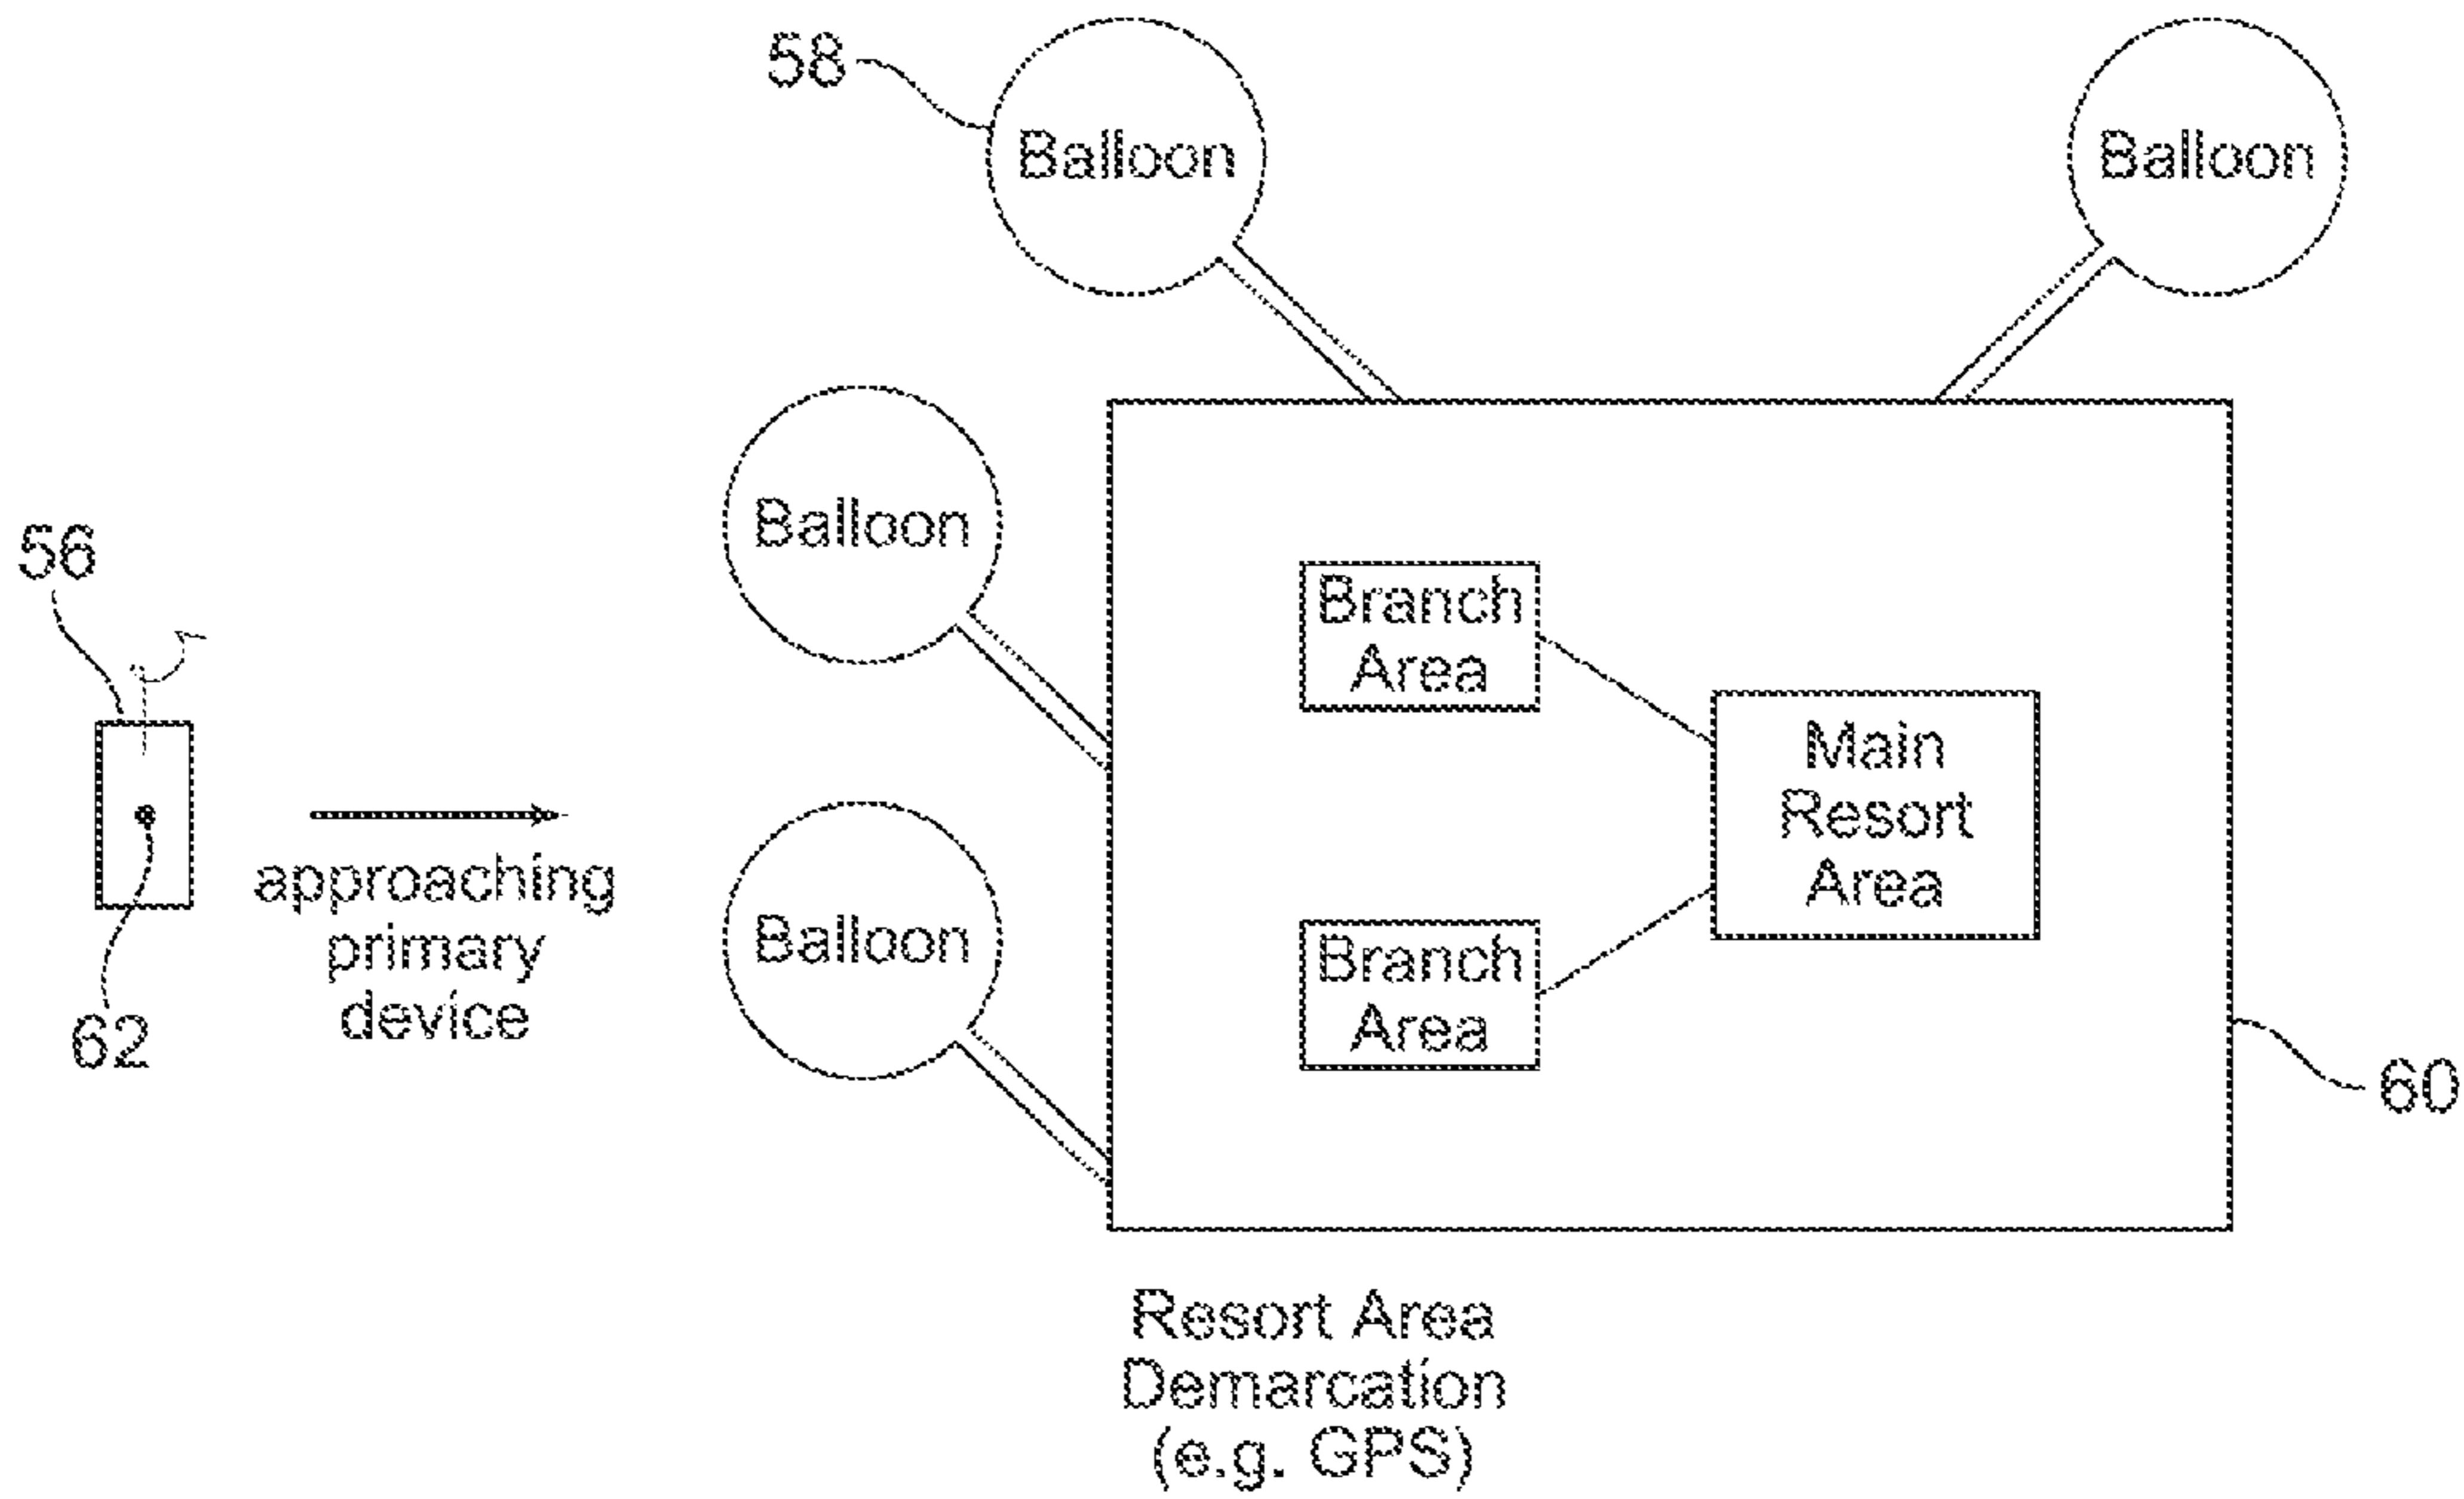 58
Balloon
Balloon
Balloon
56
Branch
Area
Main
Resort
Area
approaching
primary
device
62
Balloon
Branch
Area
60
Resort Area
Demarcation
(e.g. GPS)